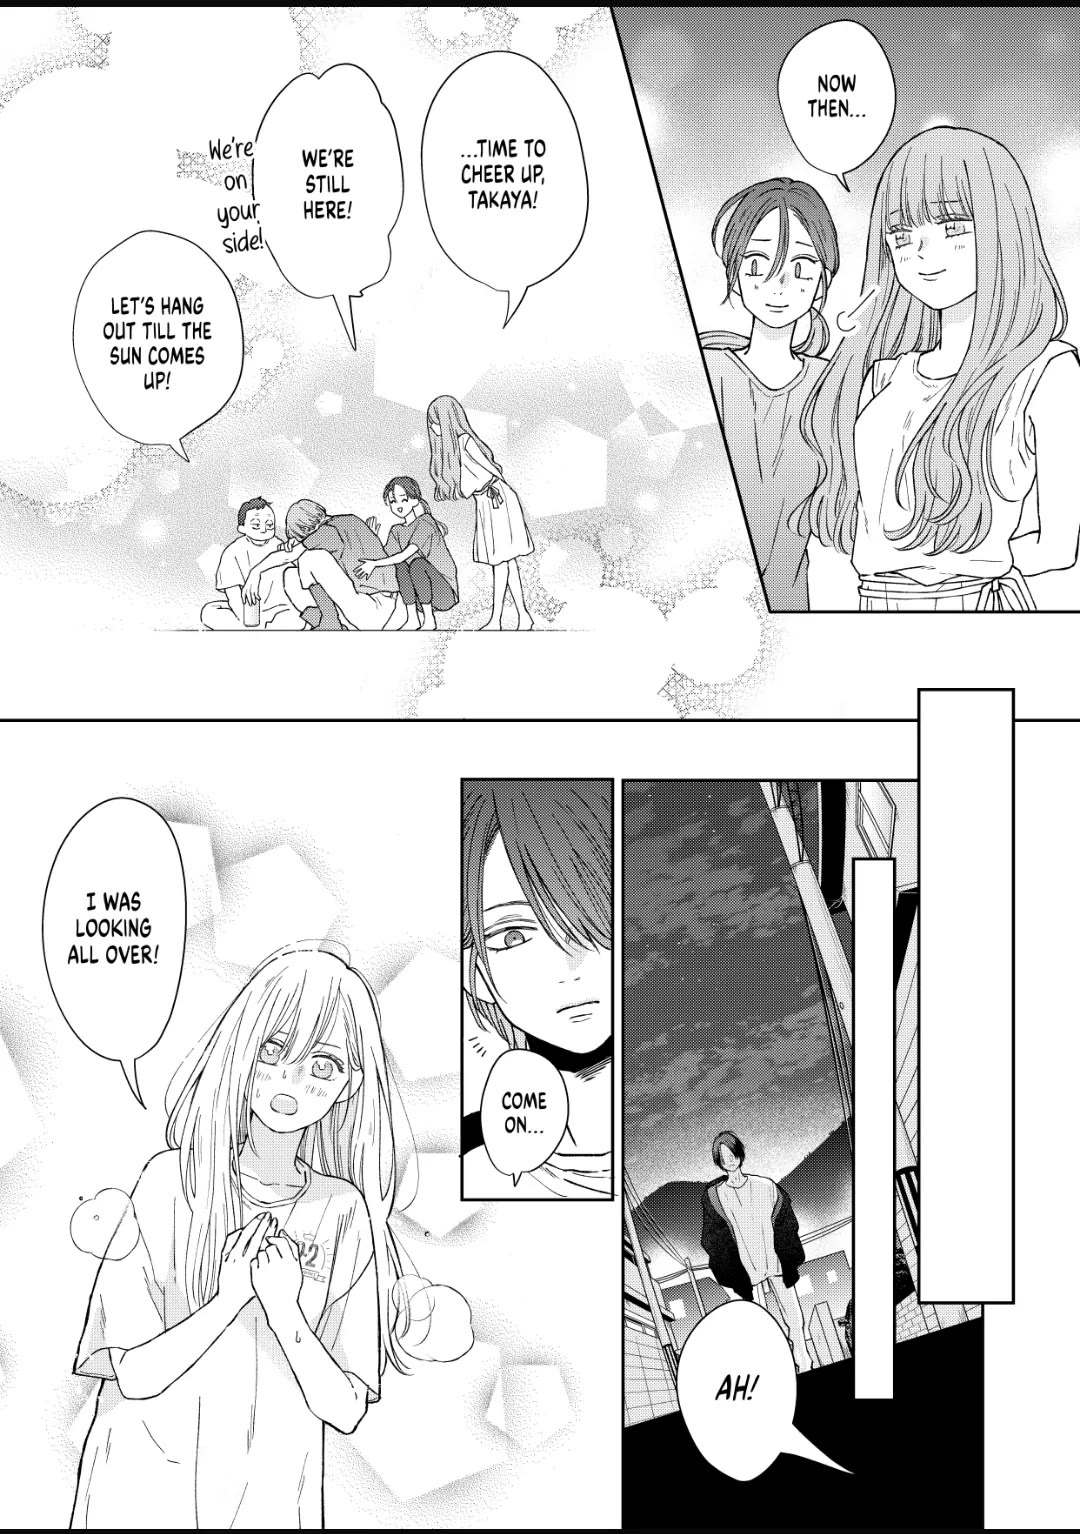 NOW
THEN...
...TIME TO
CHEER UP,
TAKAYA!
WE'RE
STILL
HERE!
We're
on
your
side!
LET'S HANG
OUT TILL THE
SUN COMES
UP!
AH!
COME
ON...
I WAS
LOOKING
ALL OVER!